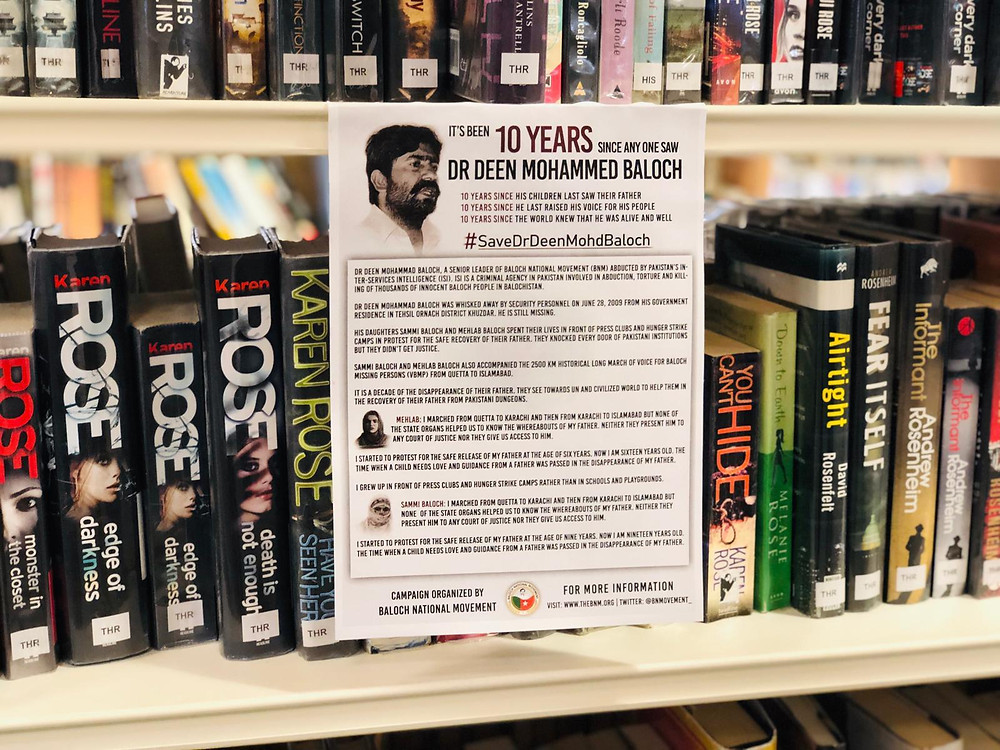 LINE
THR
THR
LINS
THR
INCTION
THR
WITCH
THR
THR
LINS
ANTRELL
THR
Roncagliolo
Roode
HIS
Falling
THR
ROSE
THR
ROSE
THR
THR
very dark
corner
THR
IT'S BEEN 10 YEARS SINCE ANY ONE SAW
DR DEEN MOHAMMED BALOCH
10 YEARS SINCE HIS CHILDREN LAST SAW THEIR FATHER
10 YEARS SINCE HE LAST RAISED HIS VOICE FOR HIS PEOPLE
10 YEARS SINCE THE WORLD KNEW THAT HE WAS ALIVE AND WELL
#SaveDrDeenMohdBaloch
DR DEEN MOHAMMAD BALOCH, A SENIOR LEADER OF BALOCH NATIONAL MOVEMENT (BNM) ABDUCTED BY PAKISTAN'S IN-
TER-SERVICES INTELLIGENCE (ISI). ISI IS A CRIMINAL AGENCY IN PAKISTAN INVOLVED IN ABDUCTION, TORTURE AND KILL-
ING OF THOUSANDS OF INNOCENT BALOCH PEOPLE IN BALOCHISTAN.
DR DEEN MOHAMMAD BALOCH WAS WHISKED AWAY BY SECURITY PERSONNEL ON JUNE 28, 2009 FROM HIS GOVERNMENT
RESIDENCE IN TEHSIL ORNACH DISTRICT KHUZDAR. HE IS STILL MISSING.
HIS DAUGHTERS SAMMI BALOCH AND MEHLAB BALOCH SPENT THEIR LIVES IN FRONT OF PRESS CLUBS AND HUNGER STRIKE
CAMPS IN PROTEST FOR THE SAFE RECOVERY OF THEIR FATHER. THEY KNOCKED EVERY DOOR OF PAKISTANI INSTITUTIONS
BUT THEY DIDN'T GET JUSTICE.
SAMMI BALOCH AND MEHLAB BALOCH ALSO ACCOMPANIED THE 2500 KM HISTORICAL LONG MARCH OF VOICE FOR BALOCH
MISSING PERSONS (VBMP) FROM QUETTA TO ISLAMABAD.
IT IS A DECADE OF THE DISAPPEARANCE OF THEIR FATHER. THEY SEE TOWARDS UN AND CIVILIZED WORLD TO HELP THEM IN
THE RECOVERY OF THEIR FATHER FROM PAKISTANI DUNGEONS.
MEHLAB: I MARCHED FROM QUETTA TO KARACHI AND THEN FROM KARACHI TO ISLAMABAD BUT NONE OF
THE STATE ORGANS HELPED US TO KNOW THE WHEREABOUTS OF MY FATHER. NEITHER THEY PRESENT HIM TO
ANY COURT OF JUSTICE NOR THEY GIVE US ACCESS TO HIM.
I STARTED TO PROTEST FOR THE SAFE RELEASE OF MY FATHER AT THE AGE OF SIX YEARS. NOW I AM SIXTEEN YEARS OLD. THE
TIME WHEN A CHILD NEEDS LOVE AND GUIDANCE FROM A FATHER WAS PASSED IN THE DISAPPEARANCE OF MY FATHER.
I GREW UP IN FRONT OF PRESS CLUBS AND HUNGER STRIKE CAMPS RATHER THAN IN SCHOOLS AND PLAYGROUNDS.
SAMMI BALOCH: I MARCHED FROM QUETTA TO KARACHI AND THEN FROM KARACHI TO ISLAMABAD BUT
NONE OF THE STATE ORGANS HELPED US TO KNOW THE WHEREABOUTS OF MY FATHER. NEITHER THEY
PRESENT HIM TO ANY COURT OF JUSTICE NOR THEY GIVE US ACCESS TO HIM.
I STARTED TO PROTEST FOR THE SAFE RELEASE OF MY FATHER AT THE AGE OF NINE YEARS. NOW I AM NINETEEN YEARS OLD.
THE TIME WHEN A CHILD NEEDS LOVE AND GUIDANCE FROM A FATHER WAS PASSED IN THE DISAPPEARANCE OF MY FATHER.
CAMPAIGN ORGANIZED BY
BALOCH NATIONAL MOVEMENT
FOR MORE INFORMATION
VISIT: WWW.THEBNM.ORG | TWITTER: @BNMOVEMENT_
ROSE
monster in
the closet
THR
Karen
ROSE
edge of
darkness
THR
Karen
ROSE
edge of
darkness
THR
Karen
ROSE
death is
not enough
THR
KAREN ROSE
HAVE YOU
SEEN HER
THR
YOU
CAN'T HIDE
KAREN
ROSE
THR
Down to Earth
MELANIE
ROSE
Airtight
David
Rosenfelt
THR
ROSENHEIM
FEAR ITSELF
THR
The
Informant
Andrew
Rosenheim
THR
The
Informant
Andrew
Rosenheim
THR
ROSENHEIM
THR